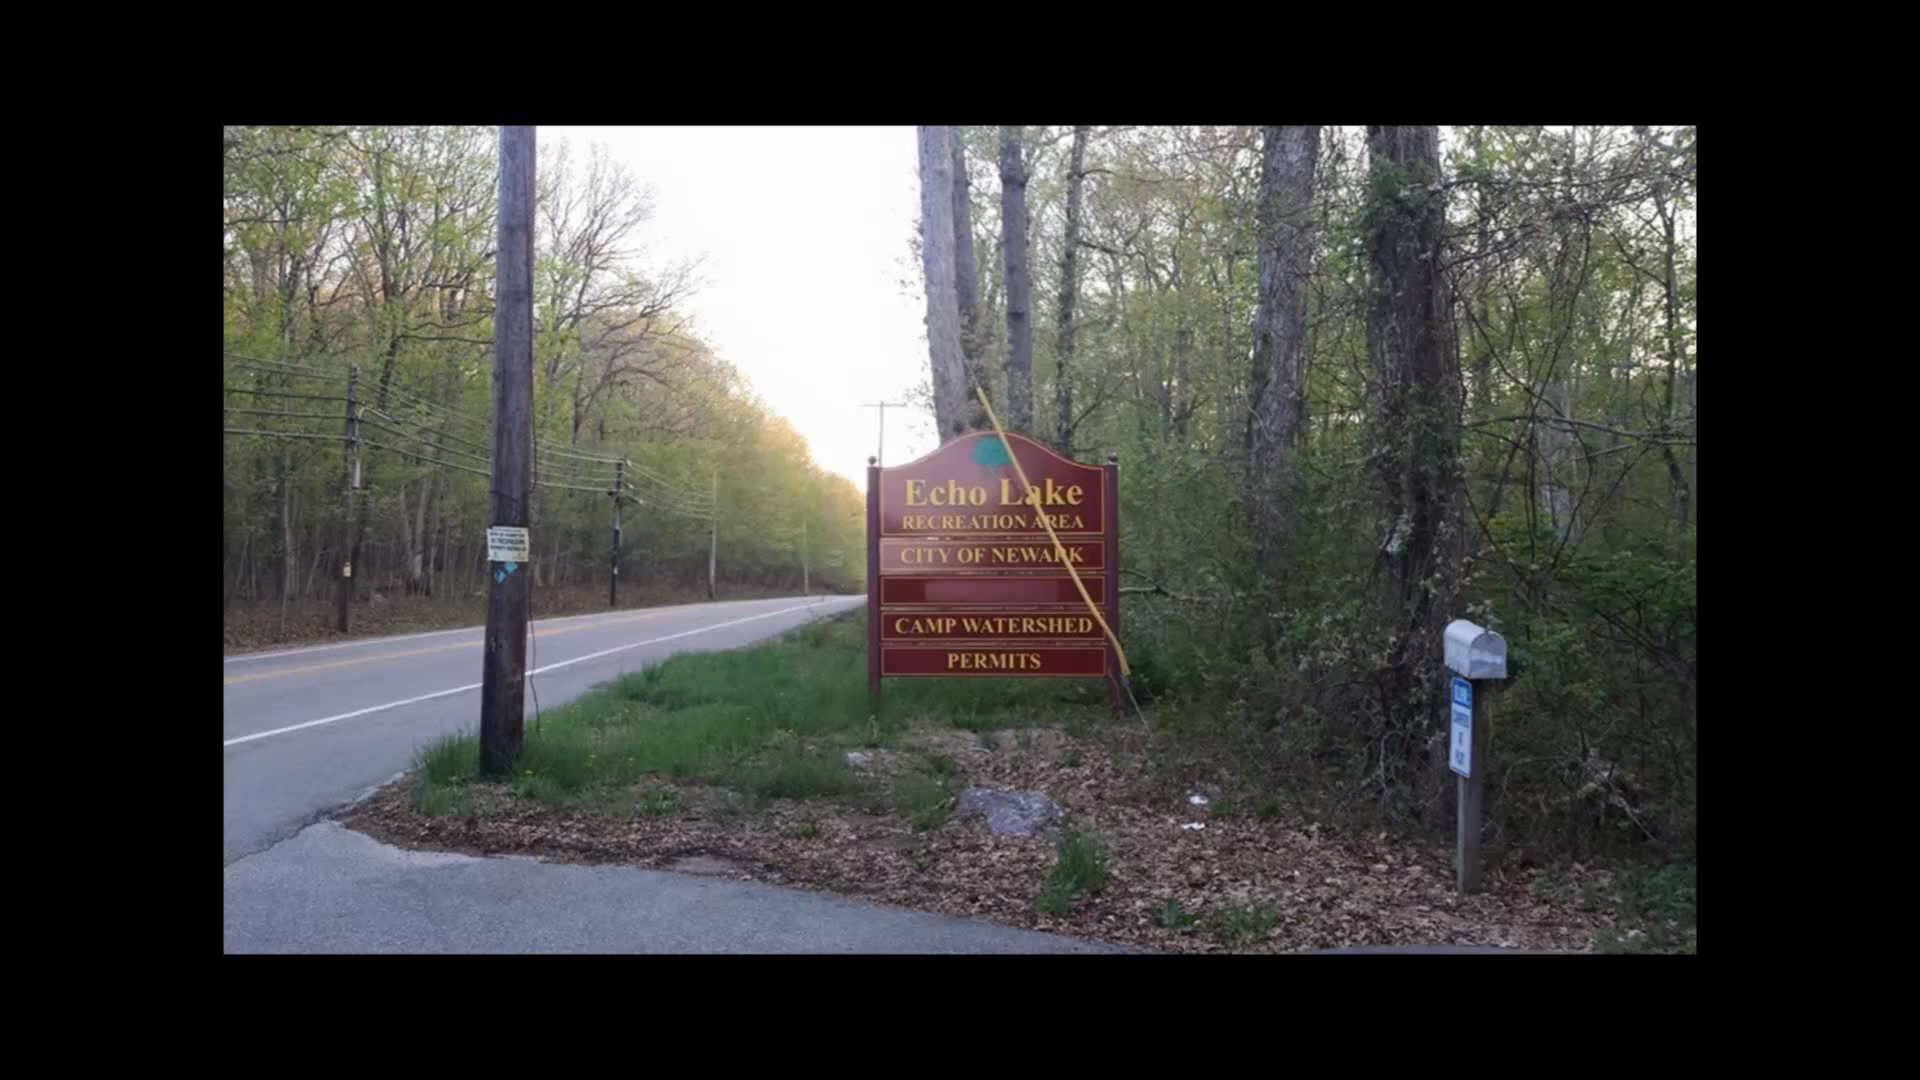 Echo Lake
RECREATION AREA
CITY OF NEWARK
CAMP WATERSHED
PERMITS